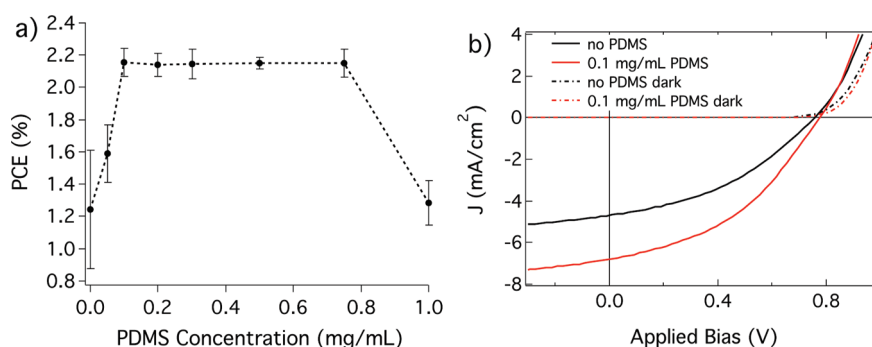 a)
PCE (%)
2.4
2.2
2.0
1.8
1.6
1.4
1.2
1.0
0.8
0.0
0.2
0.4
0.6
0.8
1.0
PDMS Concentration (mg/mL)
b)
J (mA/cm²)
4
2
0
-2
-4
-6
-8
no PDMS
0.1 mg/mL PDMS
no PDMS dark
0.1 mg/mL PDMS dark
0.0
0.4
0.8
Applied Bias (V)